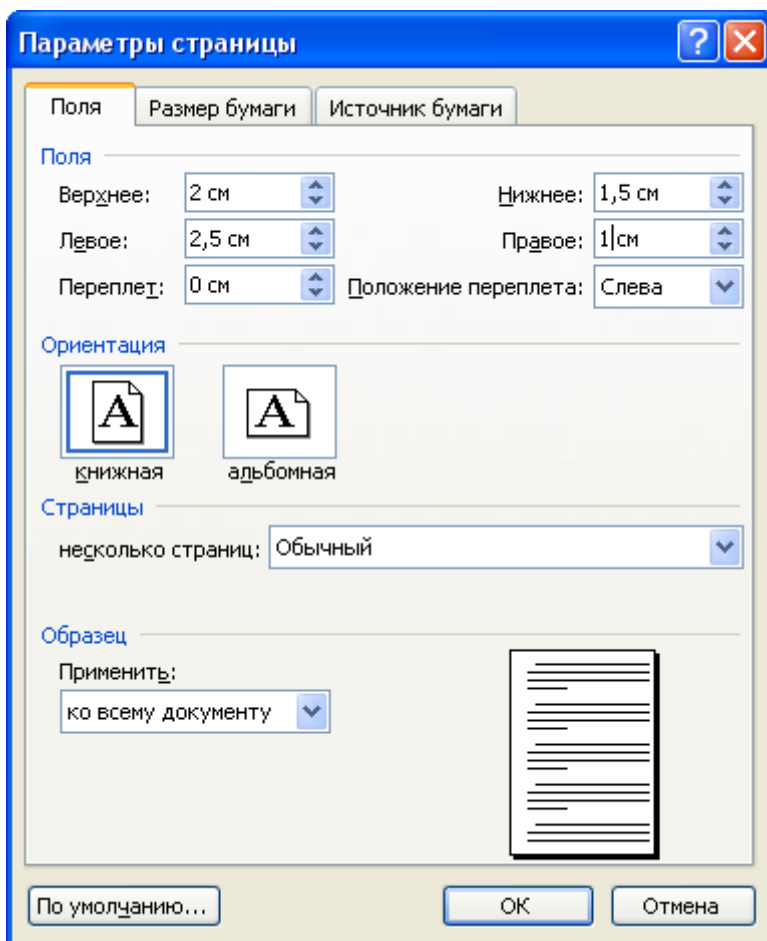 Параметры страницы
Поля Размер бумаги Источник бумаги
Поля
Верхнее: 2 см Нижнее: 1,5 см
Левое: 2,5 см Правое: 1 см
Переплет: 0 см Положение переплета: Слева
Ориентация
A A
книжная альбомная
Страницы
несколько страниц: Обычный
Образец
Применить:
ко всему документу
По умолчанию... ОК Отмена